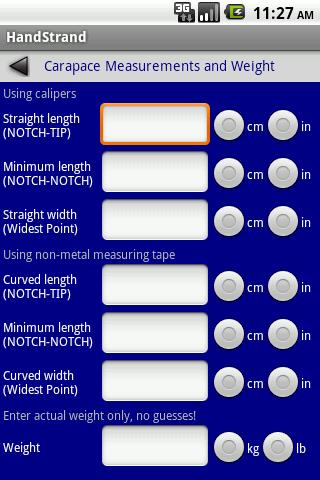 3G
11:27 AM
HandStrand
Carapace Measurements and Weight
Using calipers
Straight length
(NOTCH-TIP)
cm in
Minimum length
(NOTCH-NOTCH)
cm in
Straight width
(Widest Point)
cm in
Using non-metal measuring tape
Curved length
(NOTCH-TIP)
cm in
Minimum length
(NOTCH-NOTCH)
cm in
Curved width
(Widest Point)
cm in
Enter actual weight only, no guesses!
Weight
kg lb